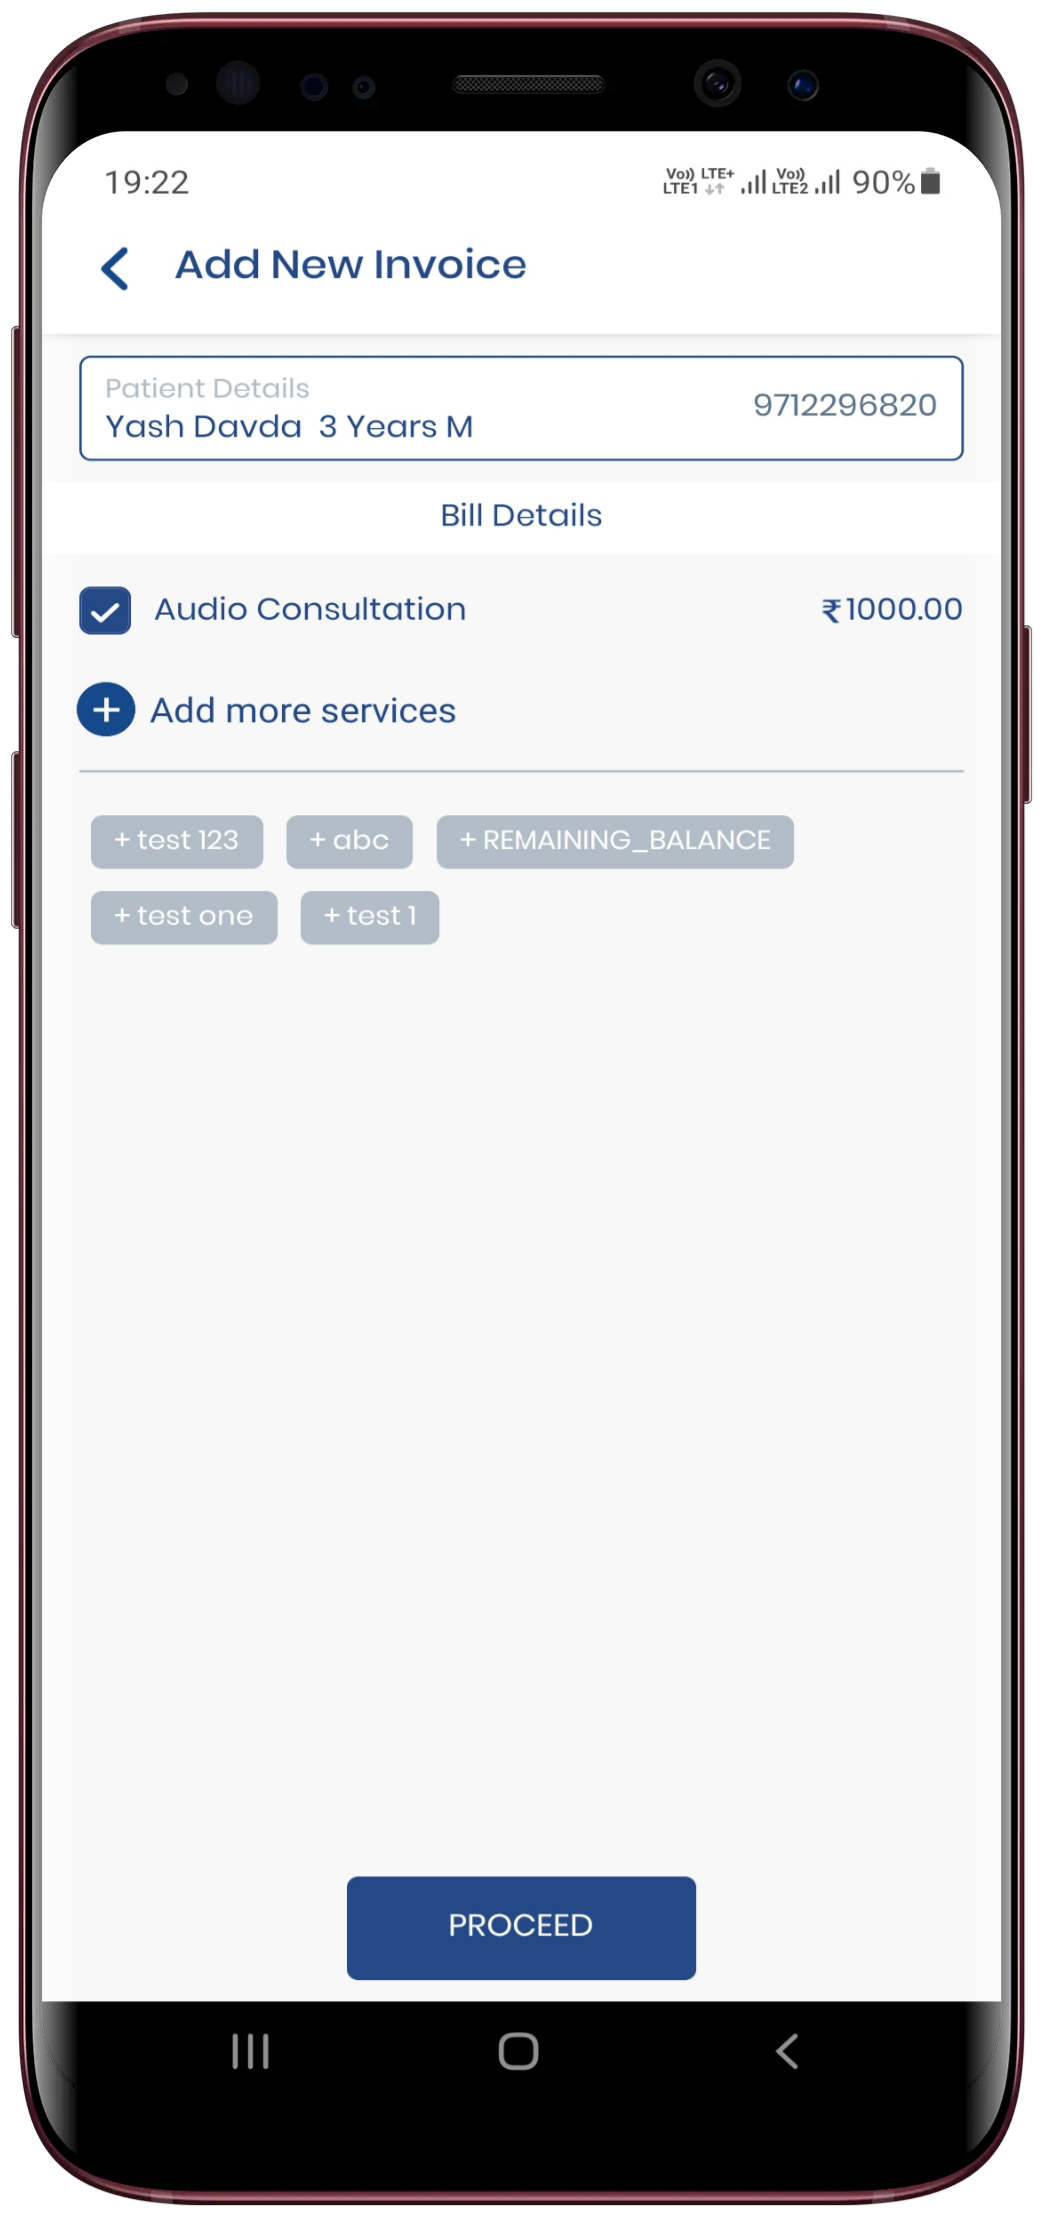 19:22
Vo)) LTE+ Vo)) 90%
LTE1 LTE2
Add New Invoice
Patient Details
Yash Davda 3 Years M
9712296820
Bill Details
Audio Consultation ₹1000.00
+ Add more services
+ test 123 + abc + REMAINING_BALANCE
+ test one + test 1
PROCEED